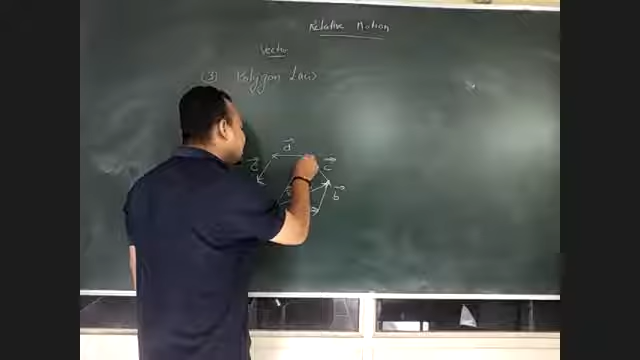 Relative Motion
Vector
(3) Polygon Law
d
e c
b